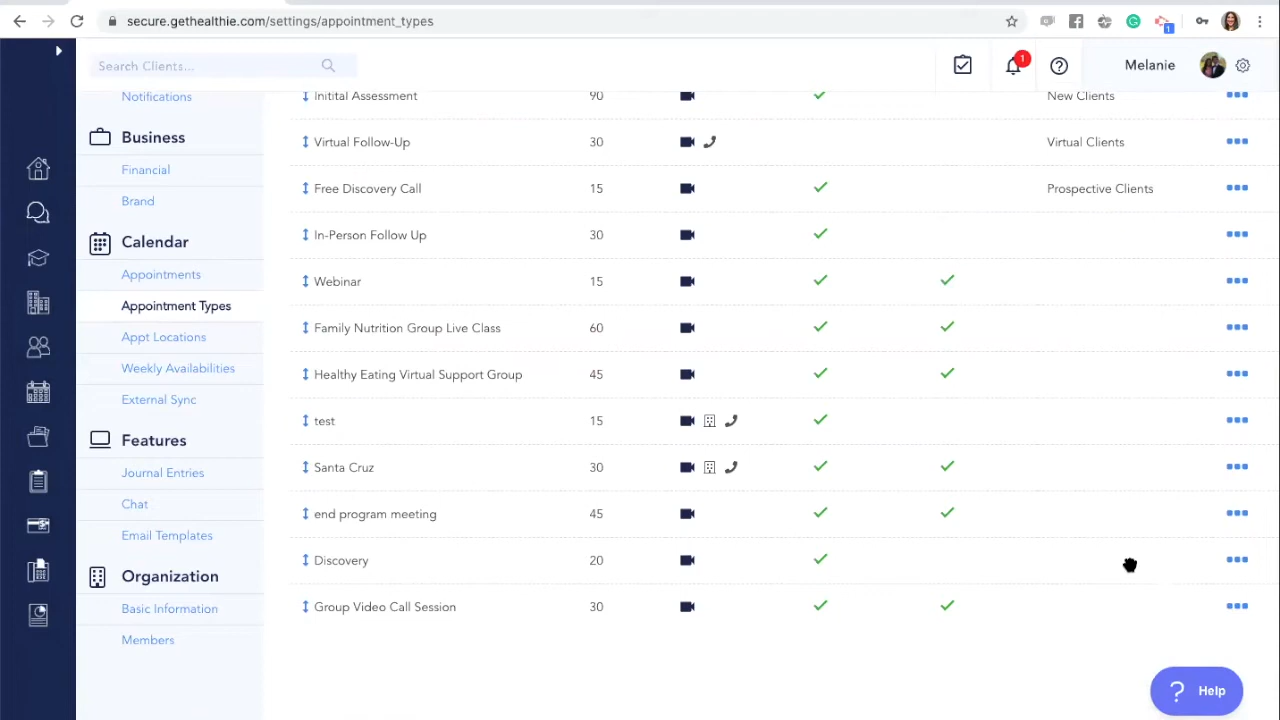 secure.gethealthie.com/settings/appointment_types
1
Search Clients...
1
Melanie
Notifications
Business
Financial
Brand
Calendar
Appointments
Appointment Types
Appt Locations
Weekly Availabilities
External Sync
Features
Journal Entries
Chat
Email Templates
Organization
Basic Information
Members
Initital Assessment 90 New Clients
Virtual Follow-Up 30 Virtual Clients
Free Discovery Call 15 Prospective Clients
In-Person Follow Up 30
Webinar 15
Family Nutrition Group Live Class 60
Healthy Eating Virtual Support Group 45
test 15
Santa Cruz 30
end program meeting 45
Discovery 20
Group Video Call Session 30
? Help